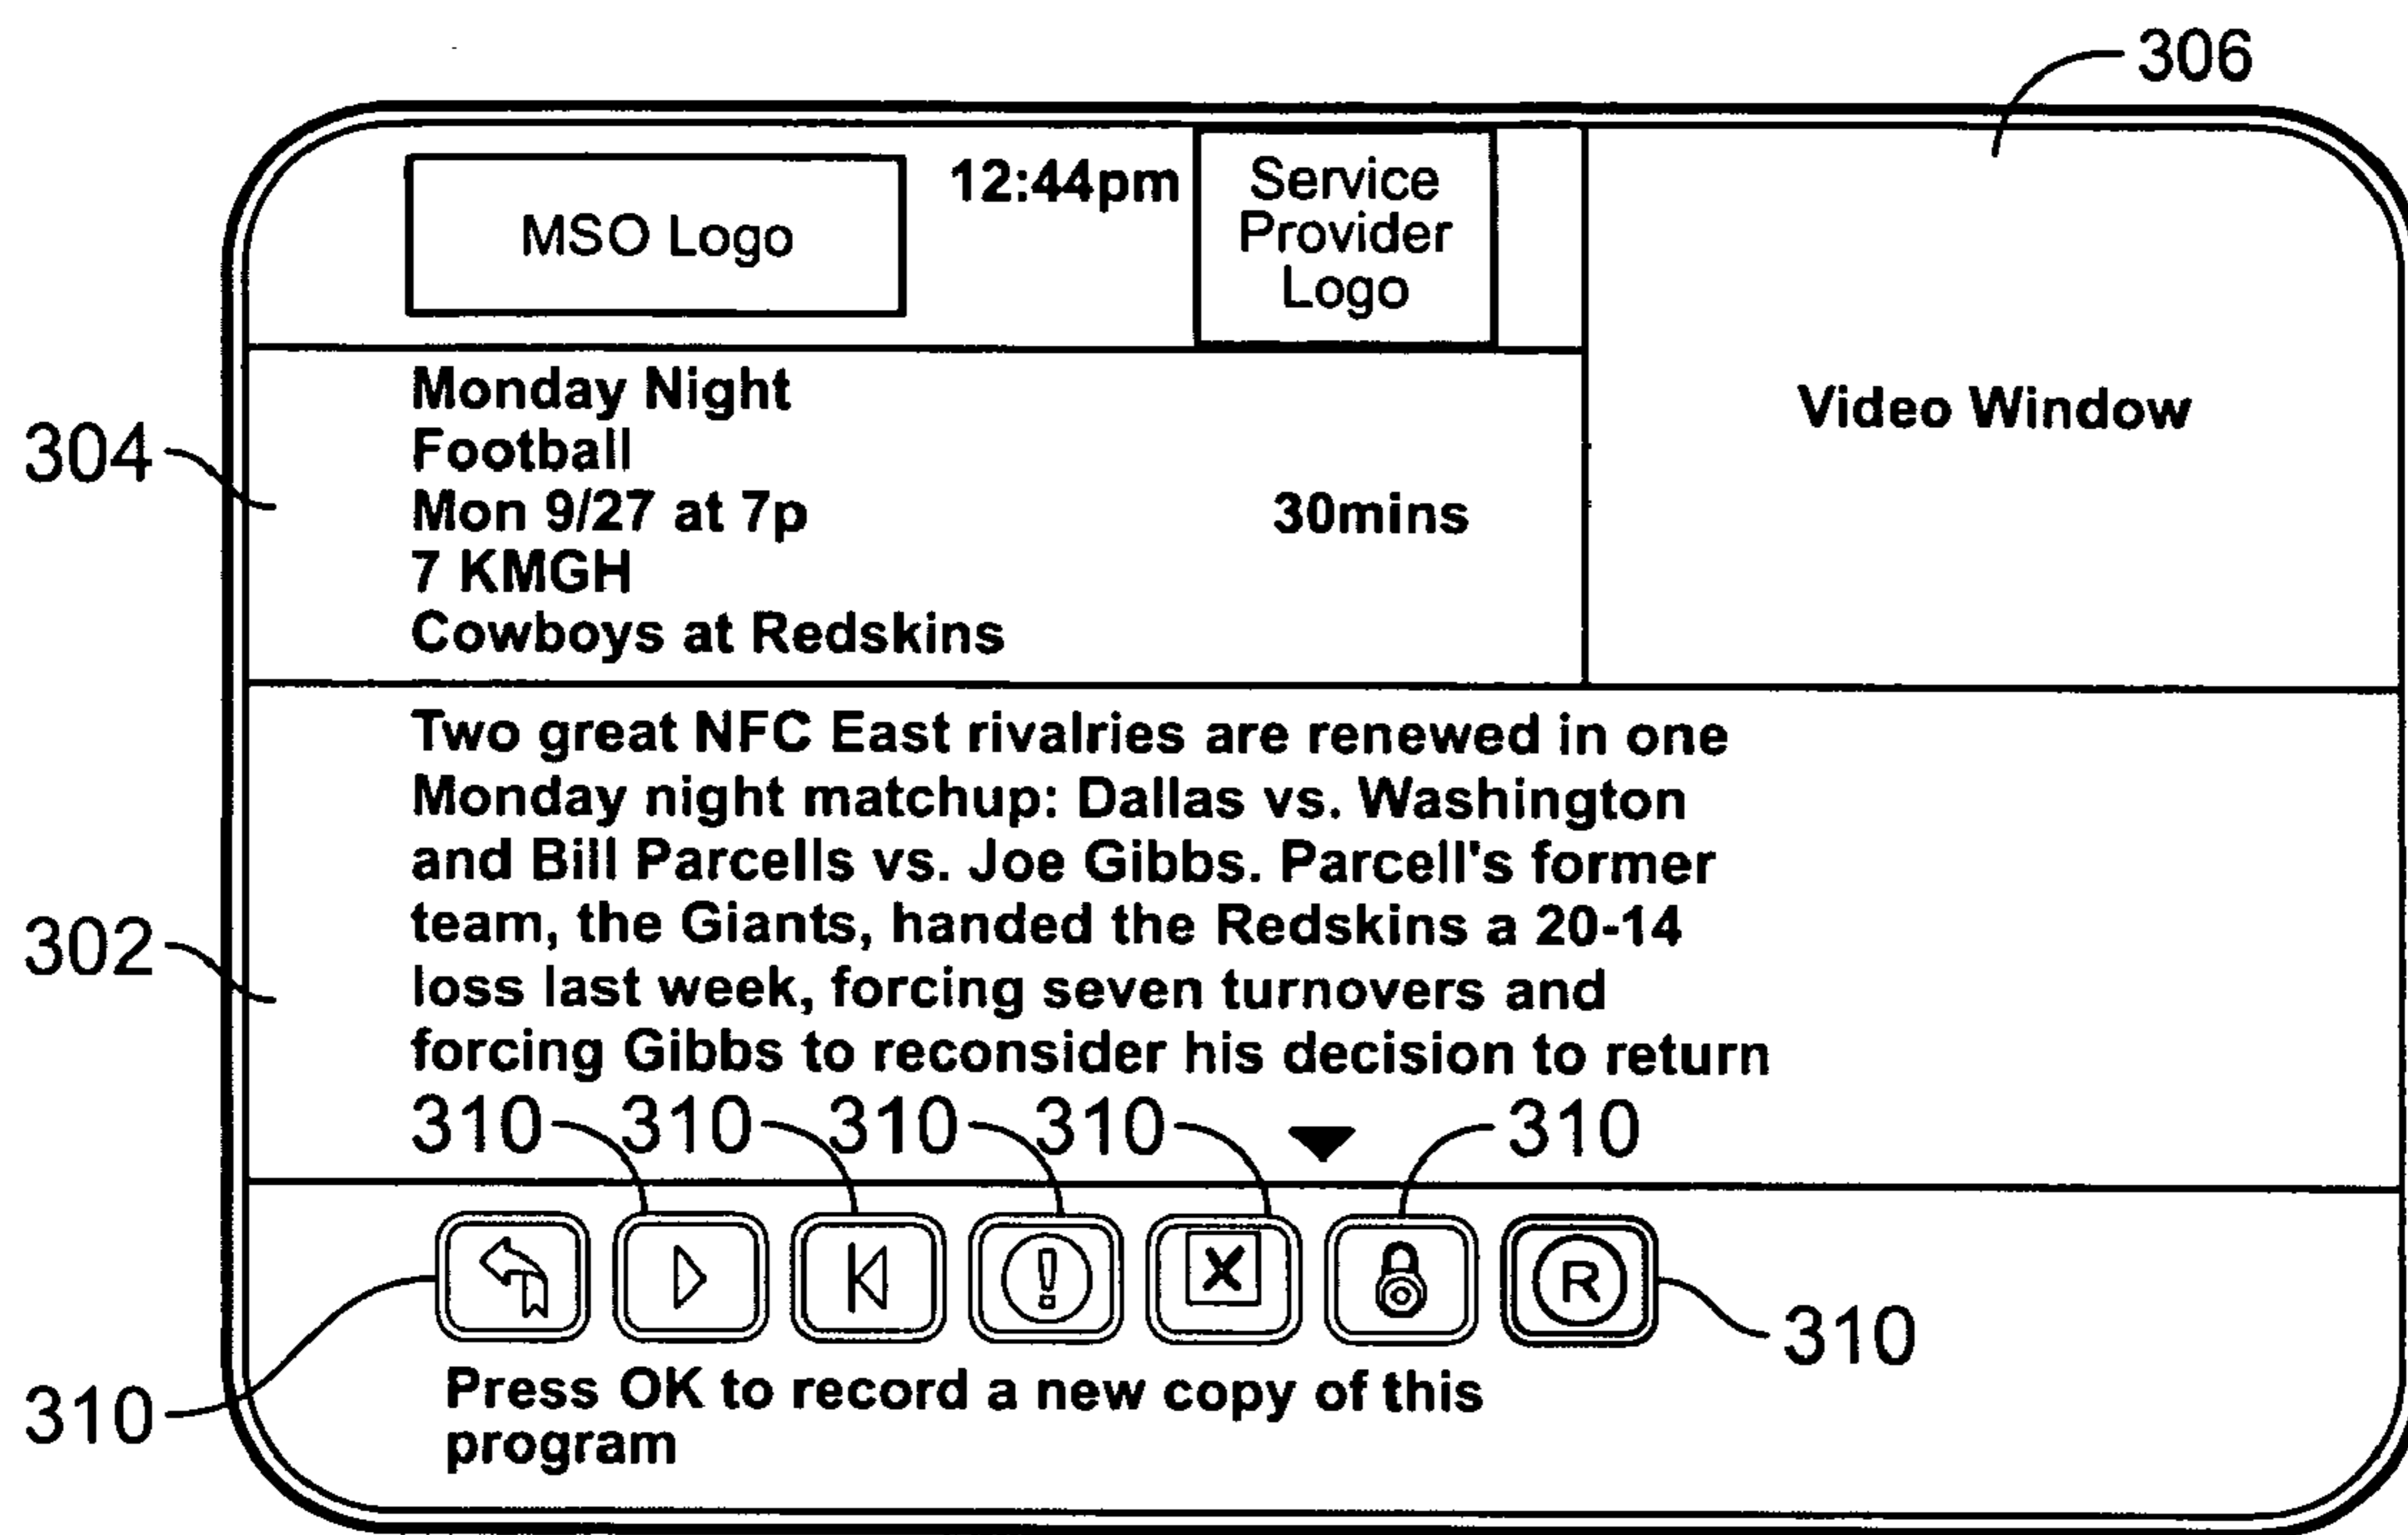 306
MSO Logo
12:44pm
Service
Provider
Logo
Video Window
304
Monday Night
Football
Mon 9/27 at 7p
30mins
7 KMGH
Cowboys at Redskins
302
Two great NFC East rivalries are renewed in one
Monday night matchup: Dallas vs. Washington
and Bill Parcells vs. Joe Gibbs. Parcell's former
team, the Giants, handed the Redskins a 20-14
loss last week, forcing seven turnovers and
forcing Gibbs to reconsider his decision to return
310 310 310 310 310
R
310
310
Press OK to record a new copy of this
program